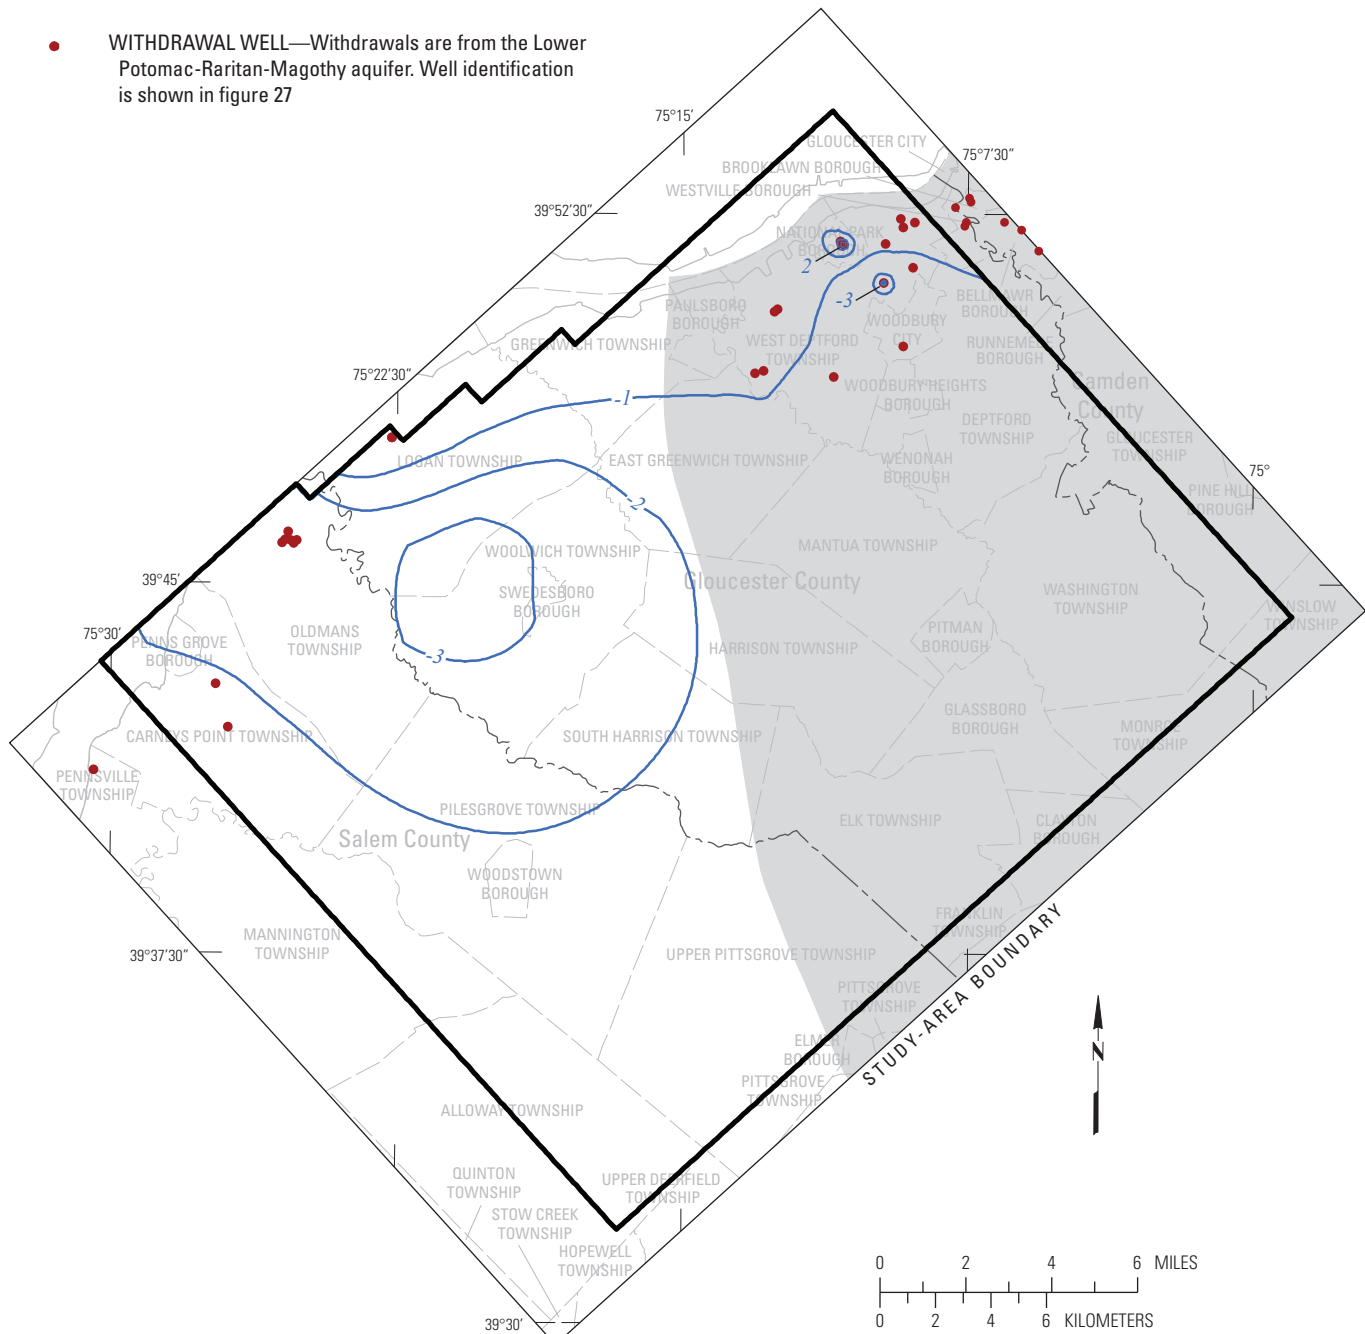 WITHDRAWAL WELL—Withdrawals are from the Lower
Potomac-Raritan-Magothy aquifer. Well identification
is shown in figure 27
75°15'
GLOUCESTER CITY
75°7'30"
BROOKLAWN BOROUGH
WESTVILLE BOROUGH
39°52'30"
NATIONAL PARK
BOROUGH
2
-3
BELLMAWR
BOROUGH
PAULSBORO
BOROUGH
WOODBURY
CITY
WEST DEPTFORD
TOWNSHIP
RUNNEMEDE
BOROUGH
GREENWICH TOWNSHIP
75°22'30"
-1
WOODBURY HEIGHTS
BOROUGH
Camden
County
DEPTFORD
TOWNSHIP
GLOUCESTER
TOWNSHIP
LOGAN TOWNSHIP
EAST GREENWICH TOWNSHIP
WENONAH
BOROUGH
75°
PINE HILL
BOROUGH
-2
WOOLWICH TOWNSHIP
MANTUA TOWNSHIP
39°45'
Gloucester County
SWEDESBORO
BOROUGH
WASHINGTON
TOWNSHIP
WINSLOW
TOWNSHIP
75°30'
PENNS GROVE
BOROUGH
OLDMANS
TOWNSHIP
PITMAN
BOROUGH
HARRISON TOWNSHIP
-3
GLASSBORO
BOROUGH
CARNEYS POINT TOWNSHIP
SOUTH HARRISON TOWNSHIP
MONROE
TOWNSHIP
PENNSVILLE
TOWNSHIP
PILESGROVE TOWNSHIP
ELK TOWNSHIP
CLAYTON
BOROUGH
Salem County
WOODSTOWN
BOROUGH
FRANKLIN
TOWNSHIP
MANNINGTON
TOWNSHIP
39°37'30"
UPPER PITTSGROVE TOWNSHIP
PITTSGROVE
TOWNSHIP
STUDY-AREA BOUNDARY
ELMER
BOROUGH
N
PITTSGROVE
TOWNSHIP
ALLOWAY TOWNSHIP
QUINTON
TOWNSHIP
UPPER DEERFIELD
TOWNSHIP
STOW CREEK
TOWNSHIP
HOPEWELL
TOWNSHIP
39°30'
0 2 4 6 MILES
0 2 4 6 KILOMETERS